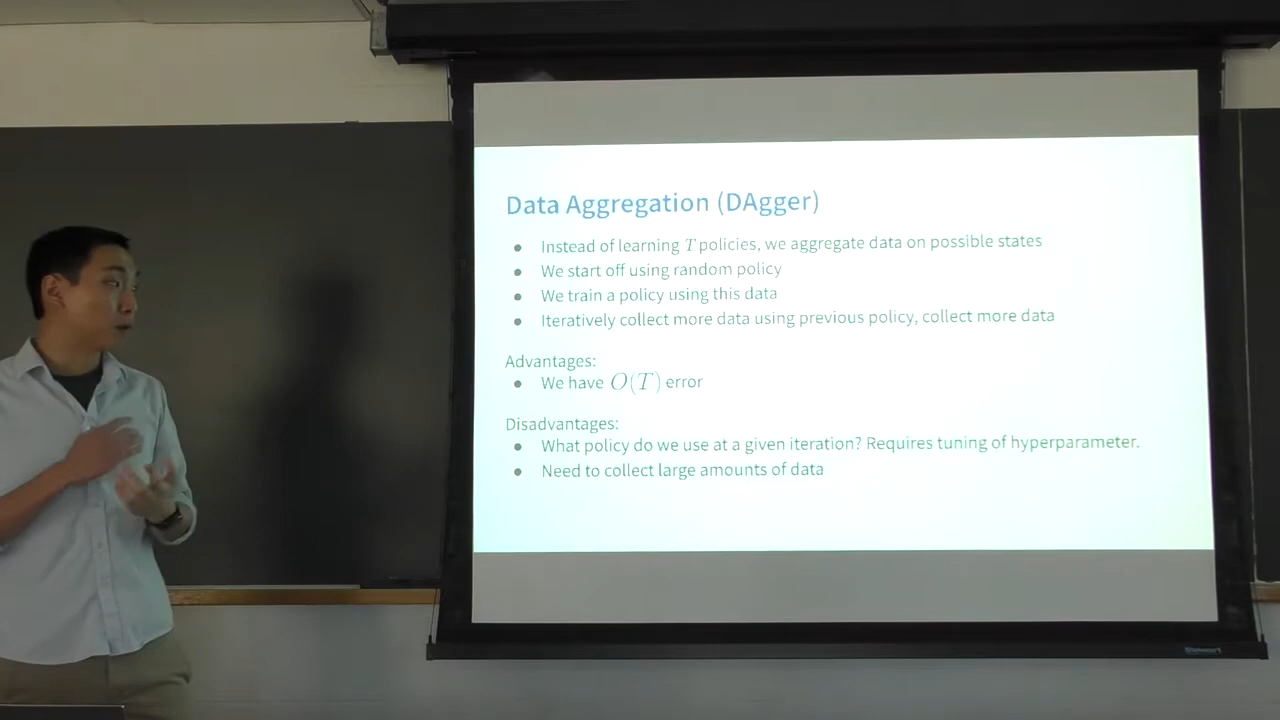 Data Aggregation (DAgger)
● Instead of learning T policies, we aggregate data on possible states
● We start off using random policy
● We train a policy using this data
● Iteratively collect more data using previous policy, collect more data
Advantages:
● We have O(T) error
Disadvantages:
● What policy do we use at a given iteration? Requires tuning of hyperparameter.
● Need to collect large amounts of data